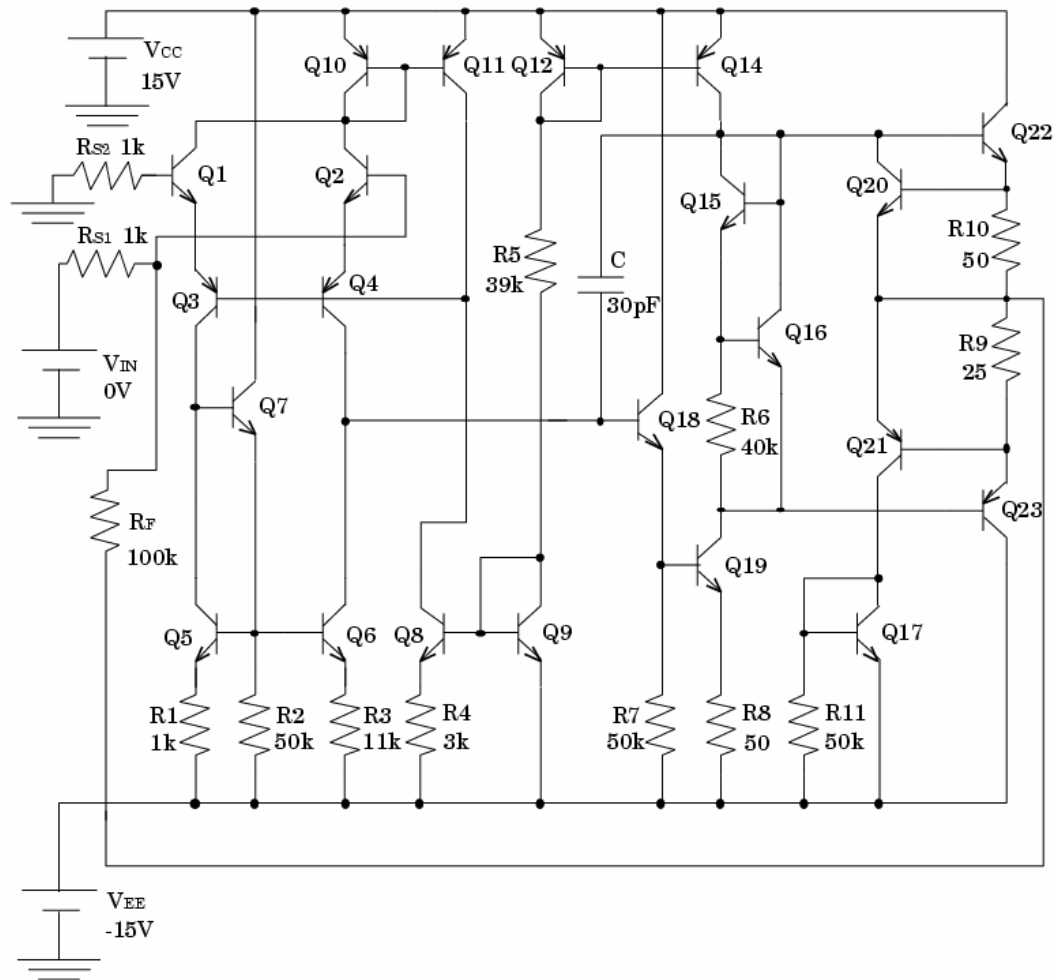 VCC
15V
Q10
Q11
Q12
Q14
Q22
RS2 1k
Q1
Q2
Q20
Q15
R10
50
RS1 1k
R5
39k
C
30pF
Q3
Q4
Q16
R9
25
VIN
0V
Q7
Q18
R6
40k
Q21
Q23
RF
100k
Q19
Q5
Q6
Q8
Q9
Q17
R1
1k
R2
50k
R3
11k
R4
3k
R7
50k
R8
50
R11
50k
VEE
-15V